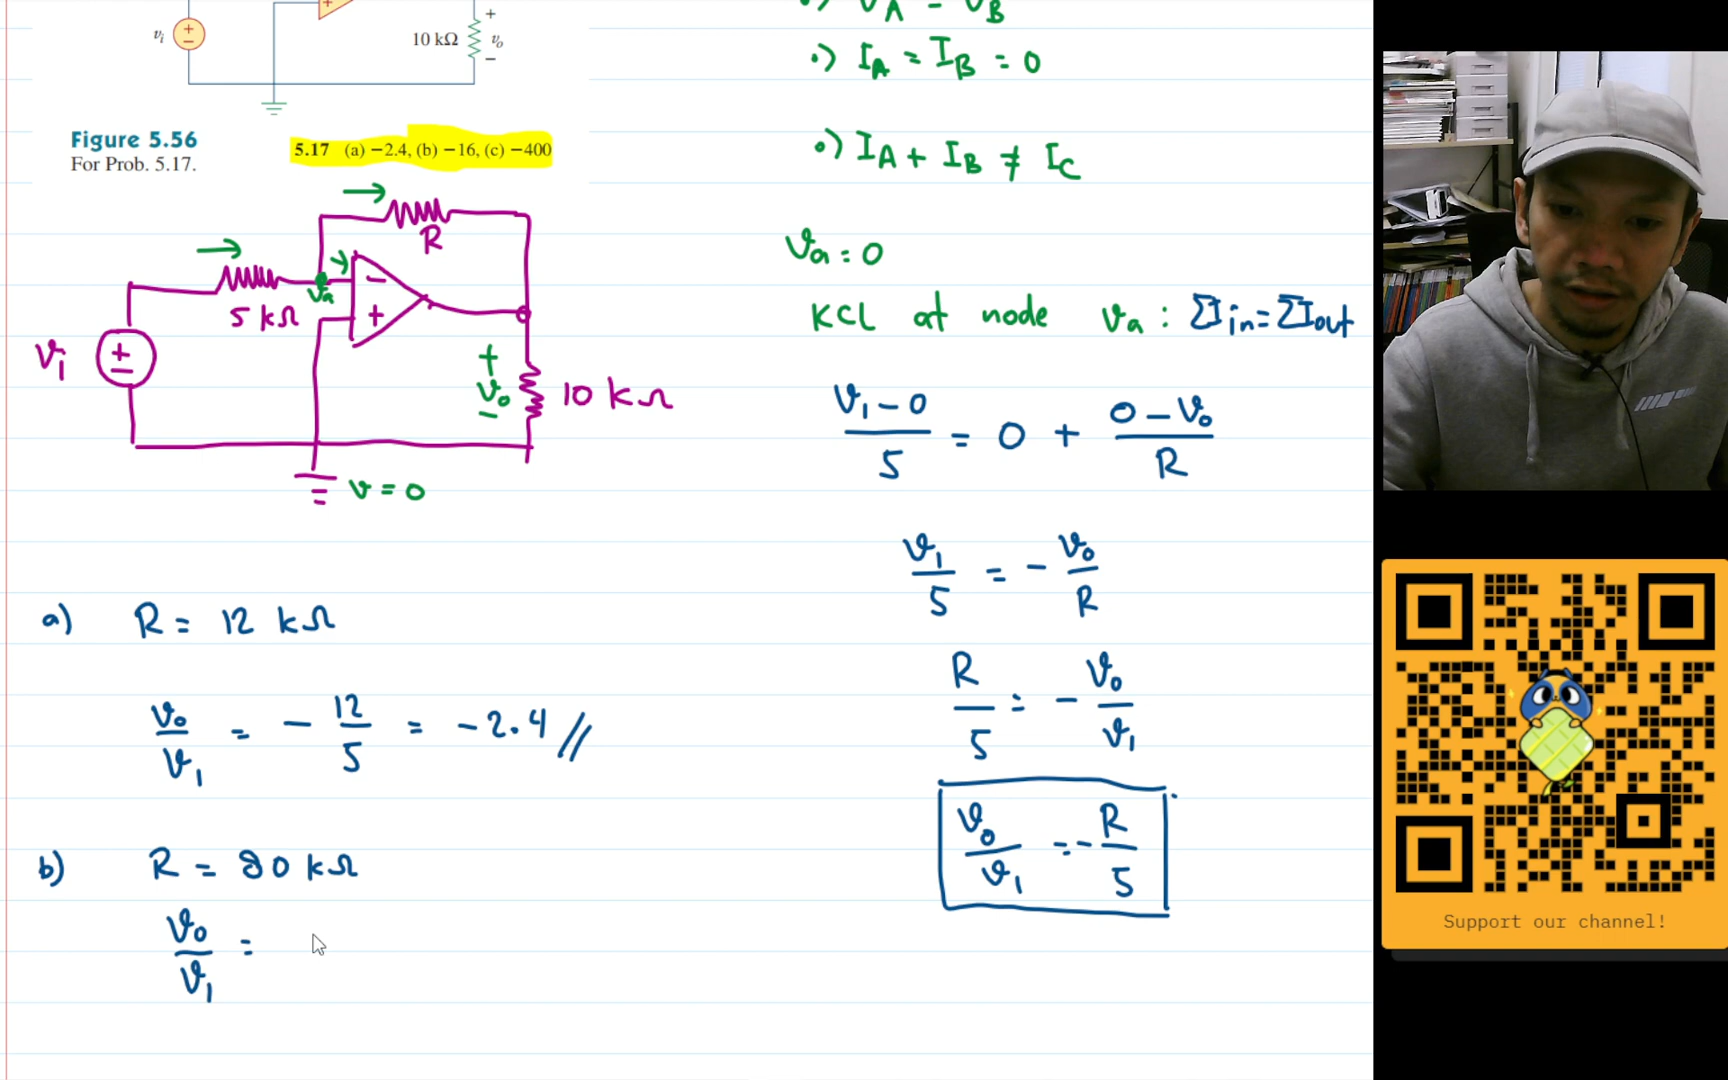 vi
+
−
10 kΩ
+
vo
−
Figure 5.56
For Prob. 5.17.
5.17 (a) −2.4, (b) −16, (c) −400
R
5 kΩ
va
−
+
vi
+
−
+
vo
−
10 kΩ
v = 0
•) vA = vB
•) IA = IB = 0
•) IA + IB ≠ IC
va = 0
KCL at node va : ΣIin = ΣIout
v1 − 0 / 5 = 0 + 0 − vo / R
v1 / 5 = − vo / R
R / 5 = − vo / v1
vo / v1 = − R / 5
a) R = 12 kΩ
vo / v1 = − 12 / 5 = −2.4 //
b) R = 80 kΩ
vo / v1 =
Support our channel!